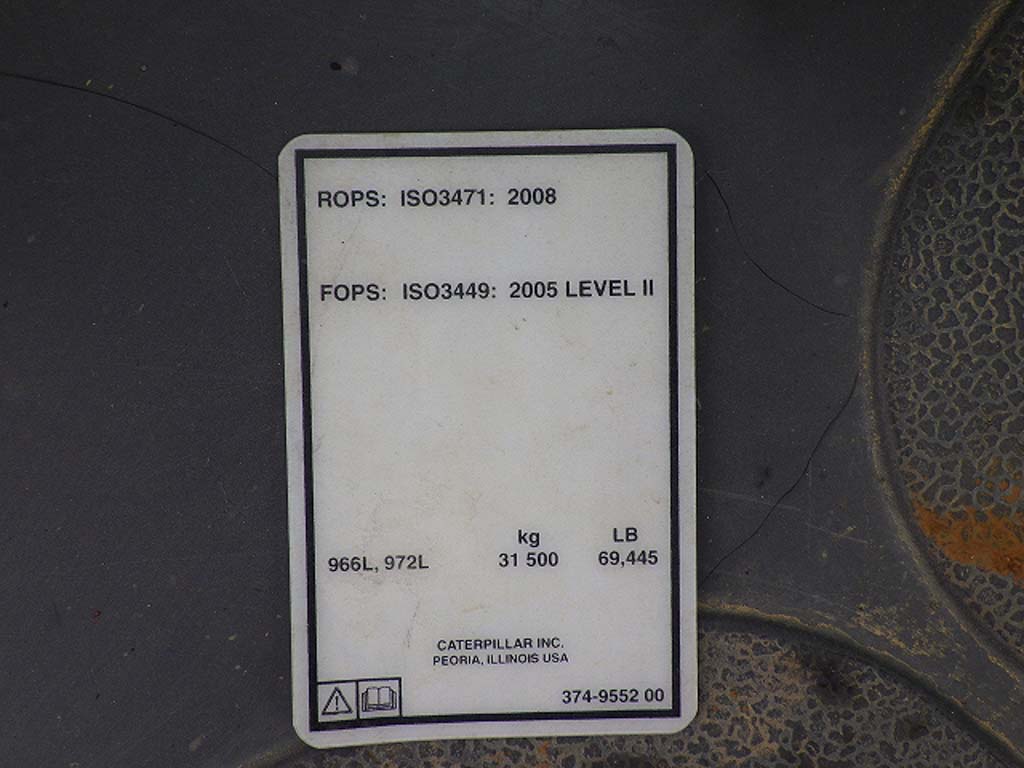 ROPS: ISO3471: 2008
FOPS: ISO3449: 2005 LEVEL II
kg LB
966L, 972L 31 500 69,445
CATERPILLAR INC.
PEORIA, ILLINOIS USA
374-9552 00